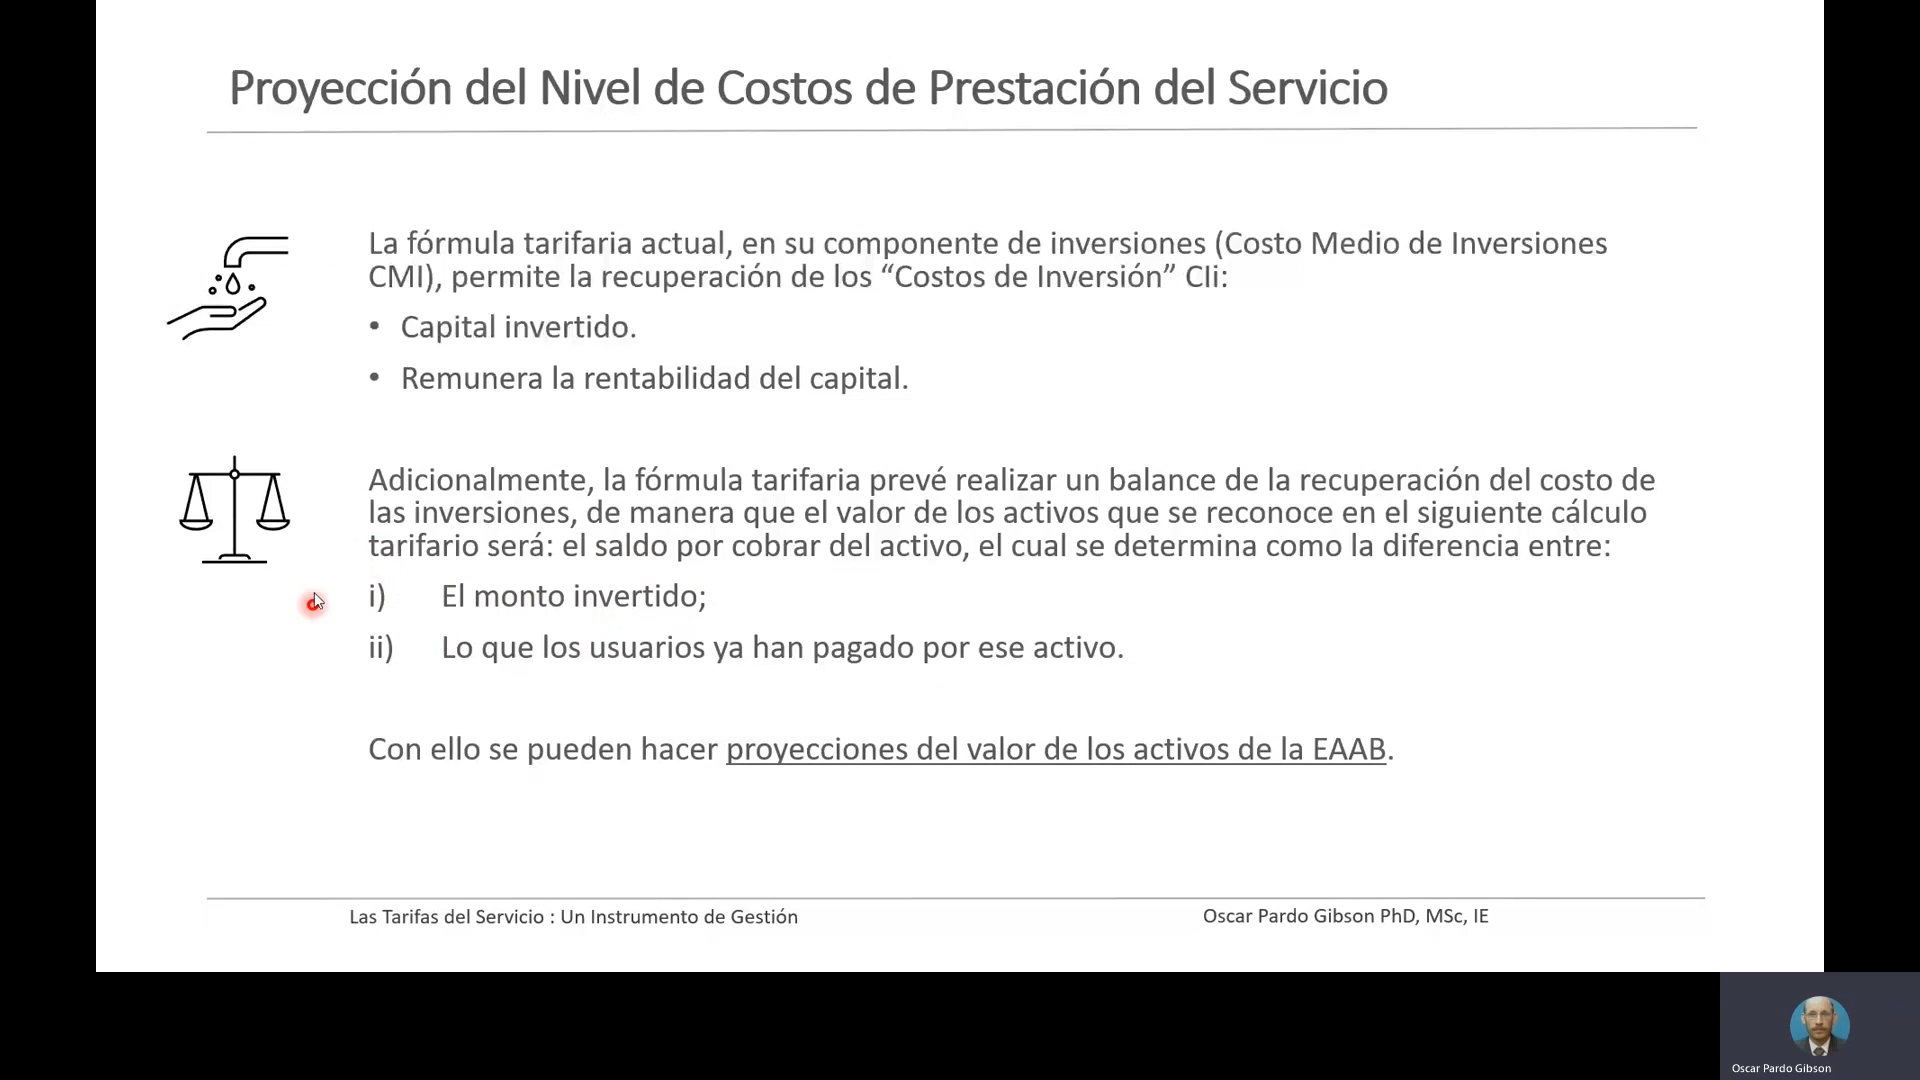 Proyección del Nivel de Costos de Prestación del Servicio
La fórmula tarifaria actual, en su componente de inversiones (Costo Medio de Inversiones
CMI), permite la recuperación de los “Costos de Inversión” CIi:
• Capital invertido.
• Remunera la rentabilidad del capital.
Adicionalmente, la fórmula tarifaria prevé realizar un balance de la recuperación del costo de
las inversiones, de manera que el valor de los activos que se reconoce en el siguiente cálculo
tarifario será: el saldo por cobrar del activo, el cual se determina como la diferencia entre:
i) El monto invertido;
ii) Lo que los usuarios ya han pagado por ese activo.
Con ello se pueden hacer proyecciones del valor de los activos de la EAAB.
Las Tarifas del Servicio : Un Instrumento de Gestión
Oscar Pardo Gibson PhD, MSc, IE
Oscar Pardo Gibson